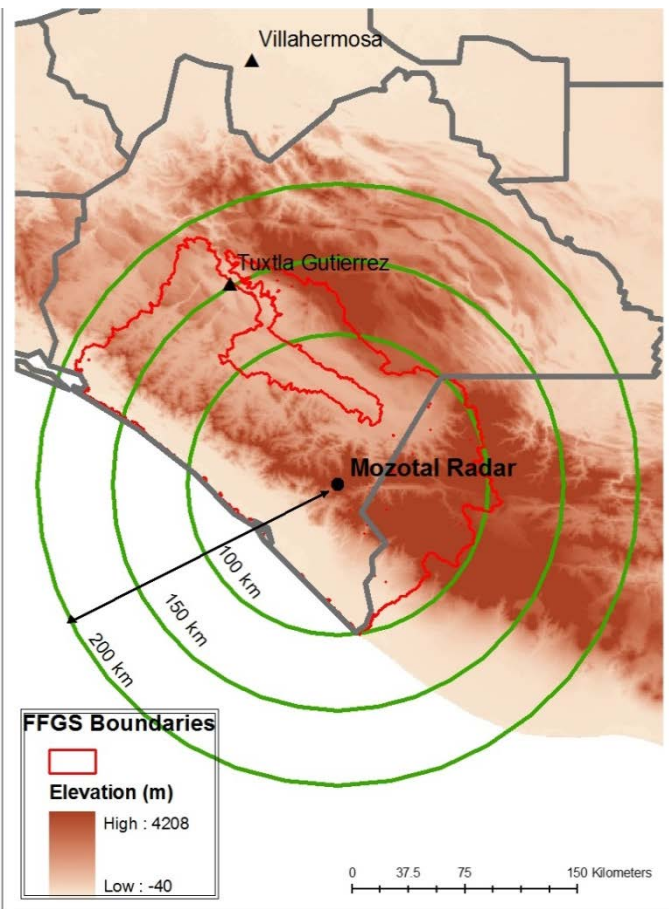 Villahermosa
Tuxtla Gutierrez
Mozotal Radar
100 km
150 km
200 km
FFGS Boundaries
Elevation (m)
High : 4208
Low : -40
0 37.5 75 150 Kilometers